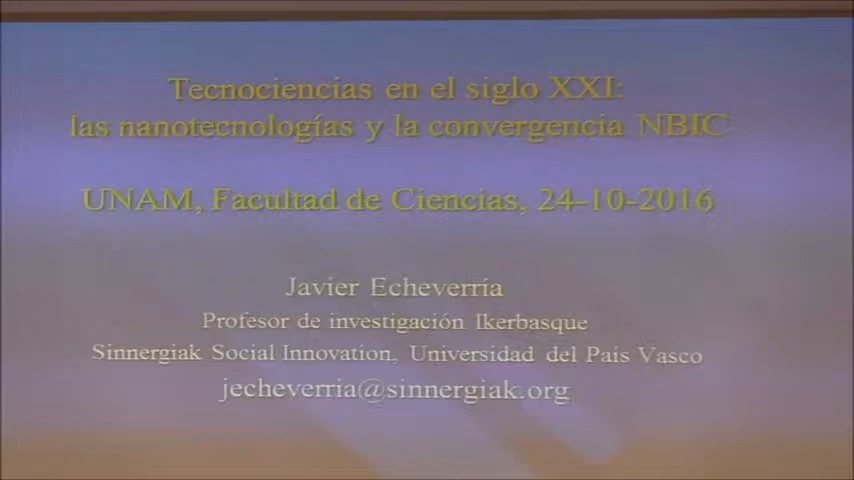 Tecnociencias en el siglo XXI:
las nanotecnologías y la convergencia NBIC
UNAM, Facultad de Ciencias, 24-10-2016
Javier Echeverría
Profesor de investigación Ikerbasque
Sinnergiak Social Innovation, Universidad del País Vasco
jecheverria@sinnergiak.org